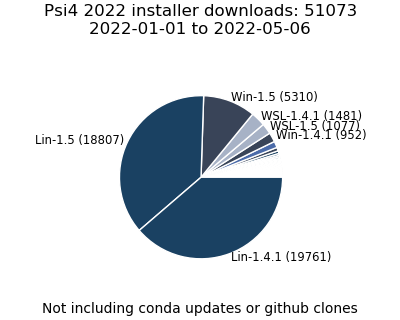 Psi4 2022 installer downloads: 51073
2022-01-01 to 2022-05-06
Win-1.5 (5310)
WSL-1.4.1 (1481)
WSL-1.5 (1077)
Win-1.4.1 (952)
Lin-1.5 (18807)
Lin-1.4.1 (19761)
Not including conda updates or github clones